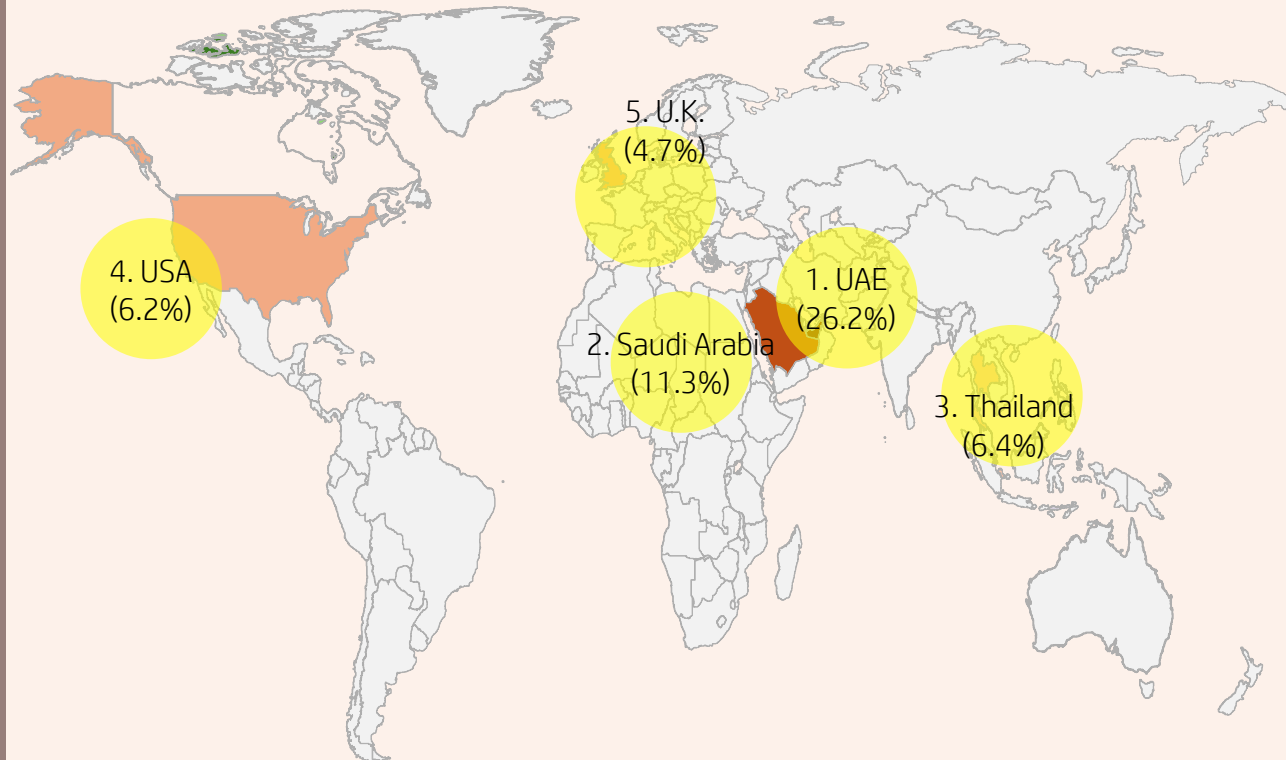 5. U.K.
(4.7%)
4. USA
(6.2%)
1. UAE
(26.2%)
2. Saudi Arabia
(11.3%)
3. Thailand
(6.4%)